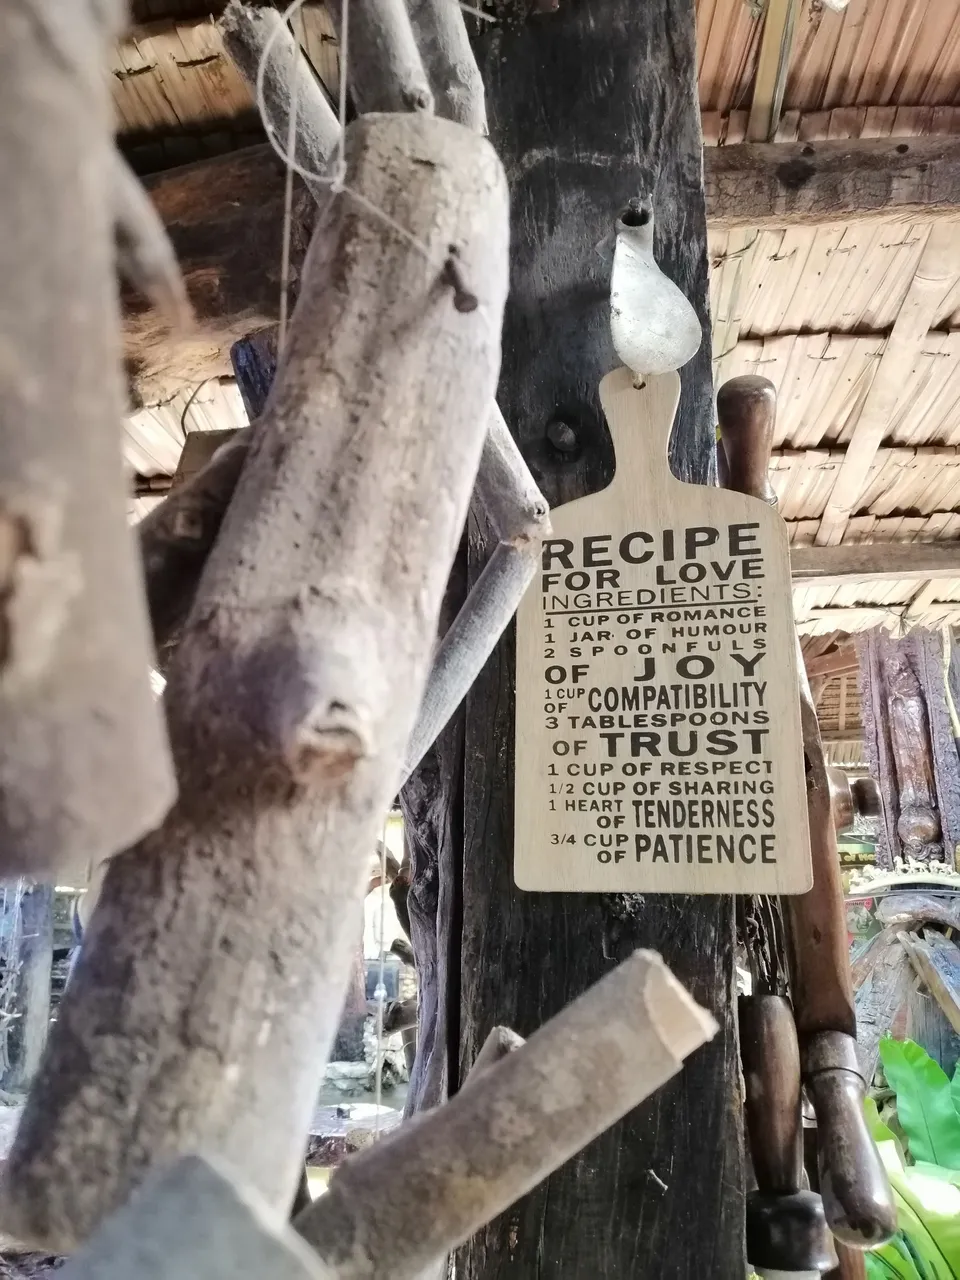 RECIPE
FOR LOVE
INGREDIENTS:
1 CUP OF ROMANCE
1 JAR OF HUMOUR
2 SPOONFULS
OF JOY
1 CUP
OF COMPATIBILITY
3 TABLESPOONS
OF TRUST
1 CUP OF RESPECT
1/2 CUP OF SHARING
1 HEART
OF TENDERNESS
3/4 CUP
OF PATIENCE